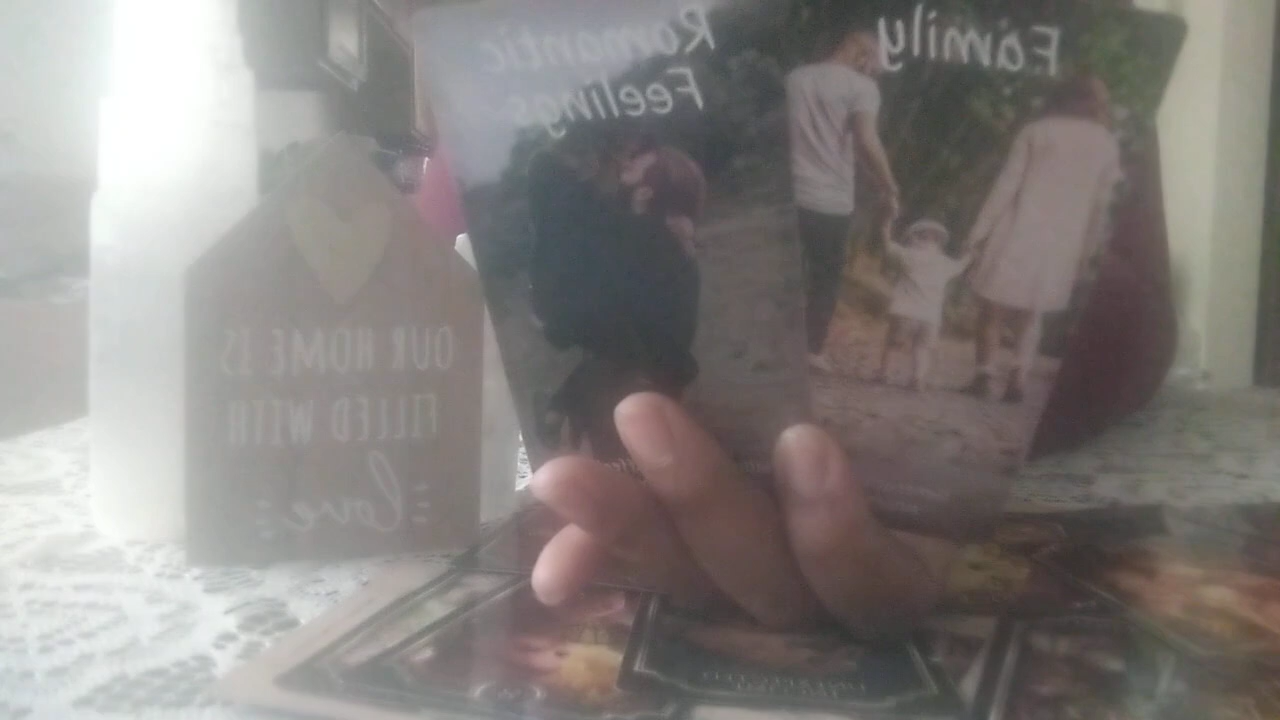 Romantic
Feelings
Family
OUR HOME IS
FILLED WITH
love